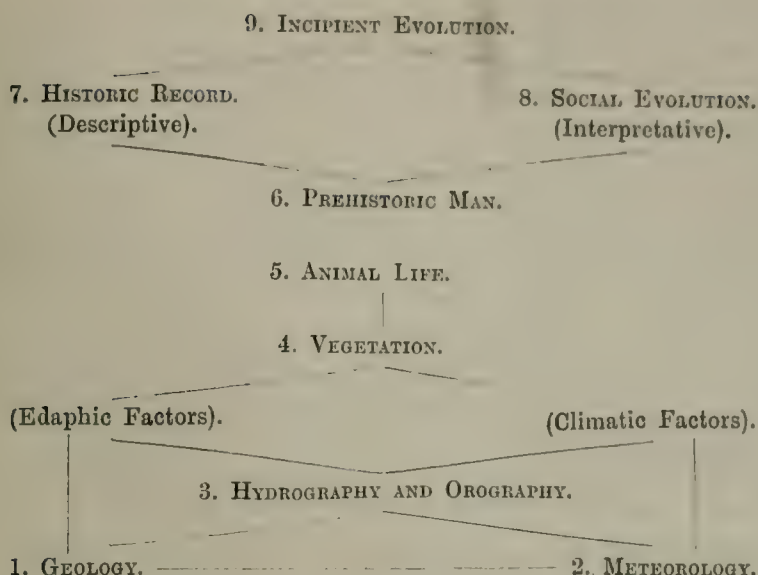 9. INCIPIENT EVOLUTION.
7. HISTORIC RECORD.
(Descriptive).
8. SOCIAL EVOLUTION.
(Interpretative).
6. PREHISTORIC MAN.
5. ANIMAL LIFE.
4. VEGETATION.
(Edaphic Factors).
(Climatic Factors).
3. HYDROGRAPHY AND OROGRAPHY.
1. GEOLOGY.
2. METEOROLOGY.